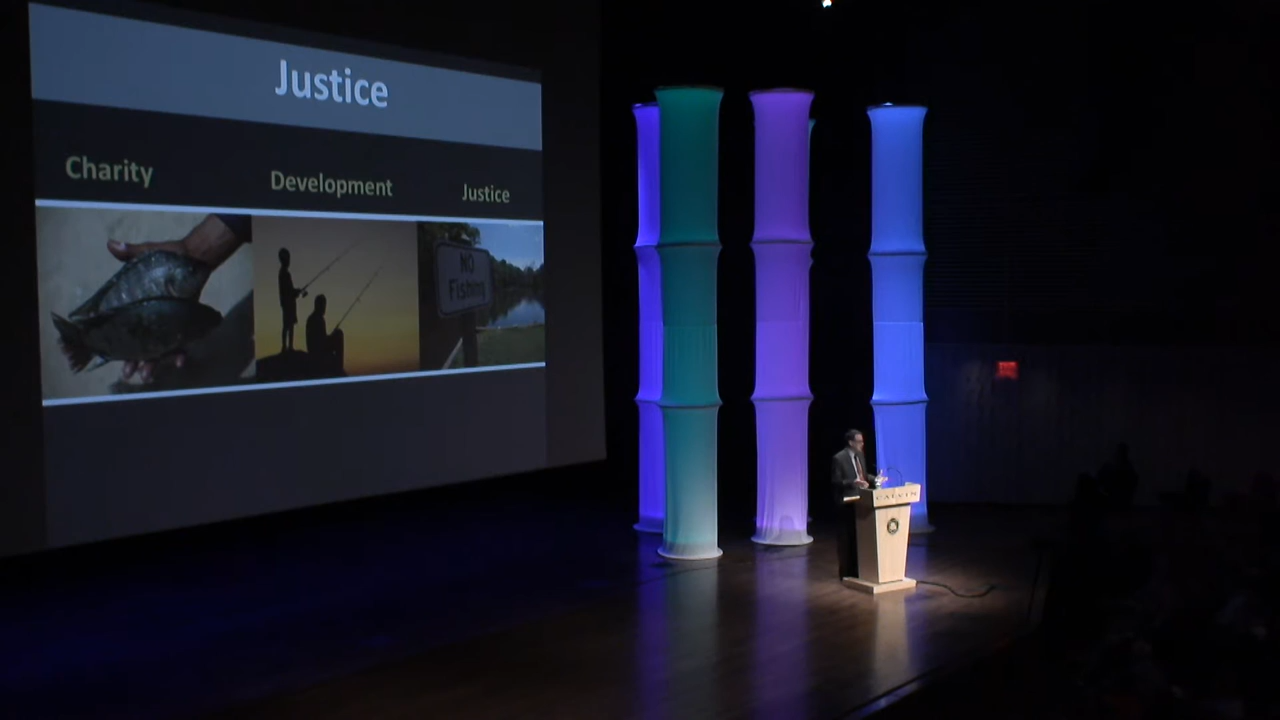 Justice
Charity
Development
Justice
NO
Fishing
CALVIN